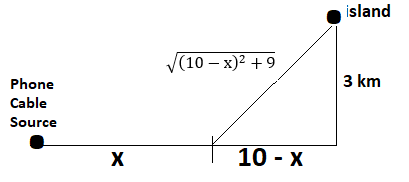 island
√(10 − x)² + 9
3 km
Phone
Cable
Source
x
10 - x